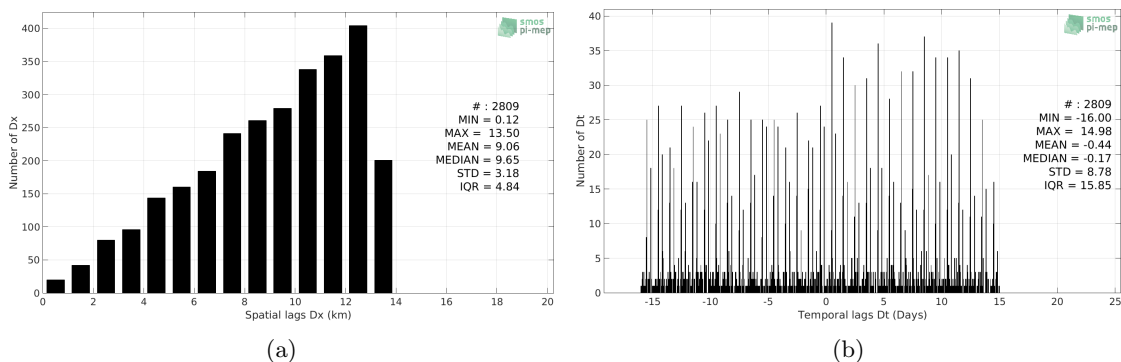 smos
pi-mep
400
350
300
250
200
150
100
50
0
Number of Dx
# : 2809
MIN = 0.12
MAX = 13.50
MEAN = 9.06
MEDIAN = 9.65
STD = 3.18
IQR = 4.84
0 2 4 6 8 10 12 14 16 18 20
Spatial lags Dx (km)
(a)
smos
pi-mep
40
35
30
25
20
15
10
5
0
Number of Dt
# : 2809
MIN = -16.00
MAX = 14.98
MEAN = -0.44
MEDIAN = -0.17
STD = 8.78
IQR = 15.85
-15 -10 -5 0 5 10 15 20 25
Temporal lags Dt (Days)
(b)